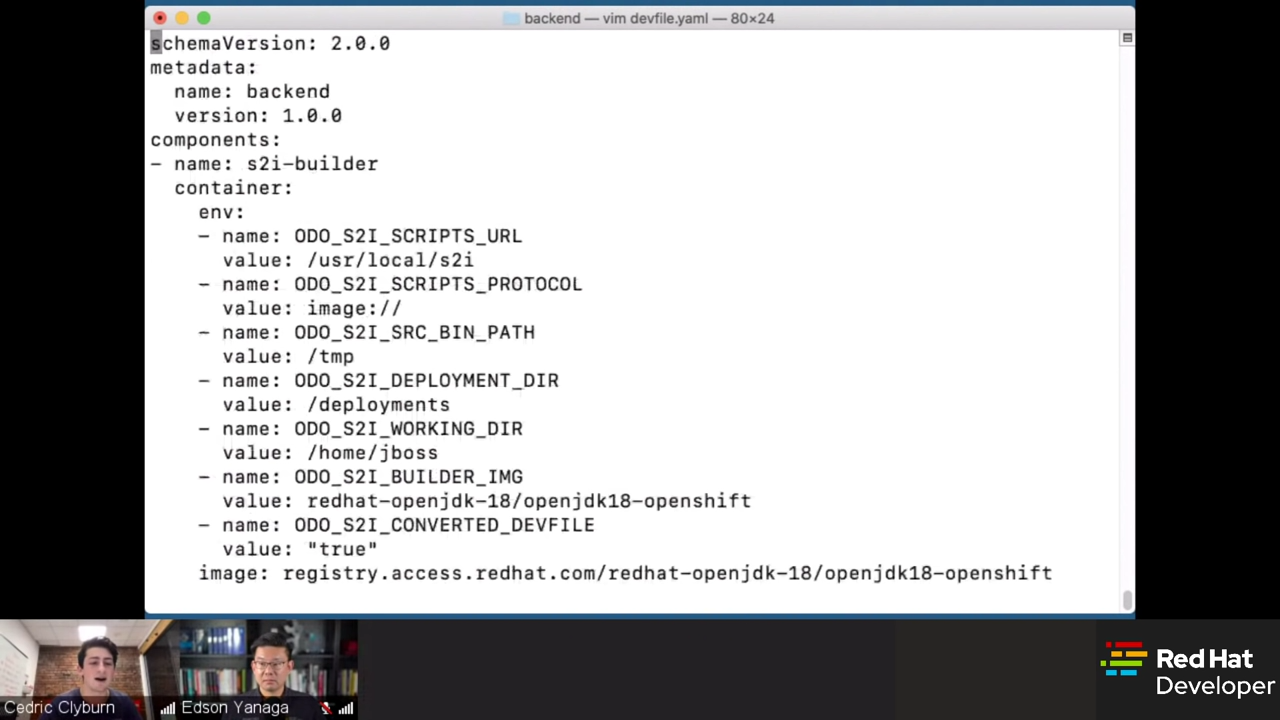 backend — vim devfile.yaml — 80×24
schemaVersion: 2.0.0
metadata:
  name: backend
  version: 1.0.0
components:
- name: s2i-builder
  container:
    env:
    - name: ODO_S2I_SCRIPTS_URL
      value: /usr/local/s2i
    - name: ODO_S2I_SCRIPTS_PROTOCOL
      value: image://
    - name: ODO_S2I_SRC_BIN_PATH
      value: /tmp
    - name: ODO_S2I_DEPLOYMENT_DIR
      value: /deployments
    - name: ODO_S2I_WORKING_DIR
      value: /home/jboss
    - name: ODO_S2I_BUILDER_IMG
      value: redhat-openjdk-18/openjdk18-openshift
    - name: ODO_S2I_CONVERTED_DEVFILE
      value: "true"
    image: registry.access.redhat.com/redhat-openjdk-18/openjdk18-openshift
Cedric Clyburn
Edson Yanaga
Red Hat
Developer